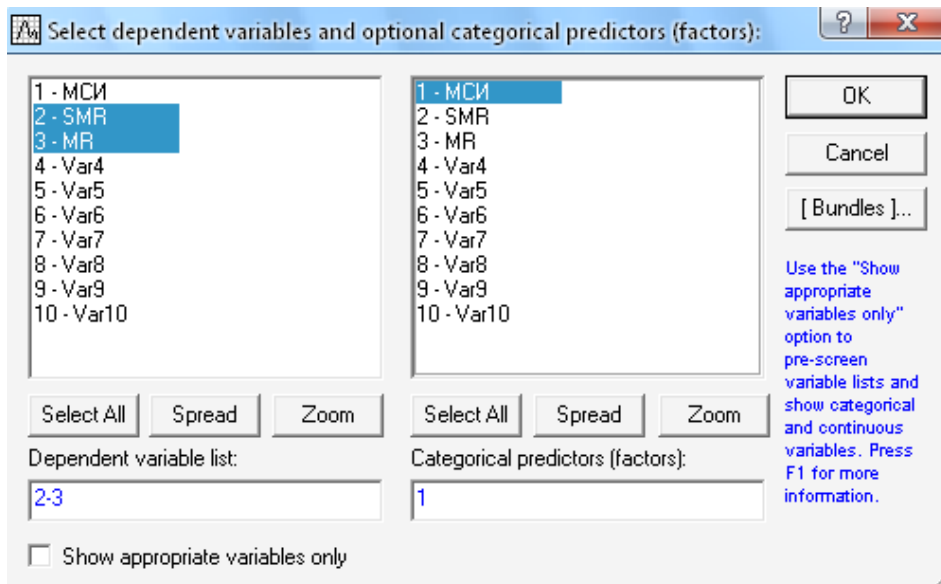 Select dependent variables and optional categorical predictors (factors):
1 - МСИ
2 - SMR
3 - MR
4 - Var4
5 - Var5
6 - Var6
7 - Var7
8 - Var8
9 - Var9
10 - Var10
1 - МСИ
2 - SMR
3 - MR
4 - Var4
5 - Var5
6 - Var6
7 - Var7
8 - Var8
9 - Var9
10 - Var10
OK
Cancel
[ Bundles ]...
Use the "Show
appropriate
variables only"
option to
pre-screen
variable lists and
show categorical
and continuous
variables. Press
F1 for more
information.
Select All
Spread
Zoom
Select All
Spread
Zoom
Dependent variable list:
Categorical predictors (factors):
2-3
1
Show appropriate variables only